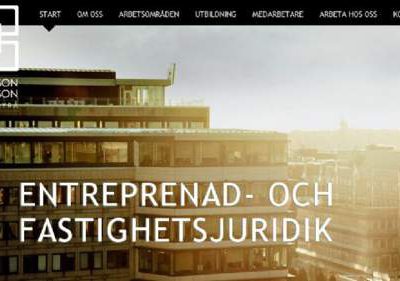 START OM OSS ARBETSOMRÅDEN UTBILDNING MEDARBETARE ARBETA HOS OSS
ENTREPRENAD- OCH
FASTIGHETSJURIDIK